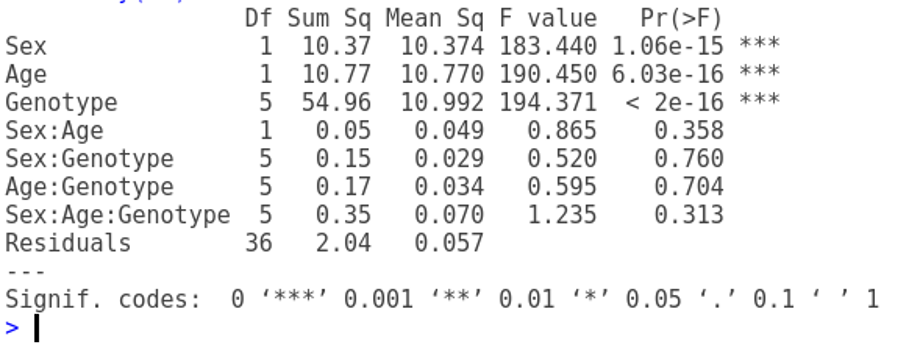 Df Sum Sq Mean Sq F value   Pr(>F)
Sex               1  10.37  10.374 183.440 1.06e-15 ***
Age               1  10.77  10.770 190.450 6.03e-16 ***
Genotype          5  54.96  10.992 194.371  < 2e-16 ***
Sex:Age           1   0.05   0.049   0.865    0.358
Sex:Genotype      5   0.15   0.029   0.520    0.760
Age:Genotype      5   0.17   0.034   0.595    0.704
Sex:Age:Genotype  5   0.35   0.070   1.235    0.313
Residuals        36   2.04   0.057
---
Signif. codes:  0 ‘***’ 0.001 ‘**’ 0.01 ‘*’ 0.05 ‘.’ 0.1 ‘ ’ 1
>